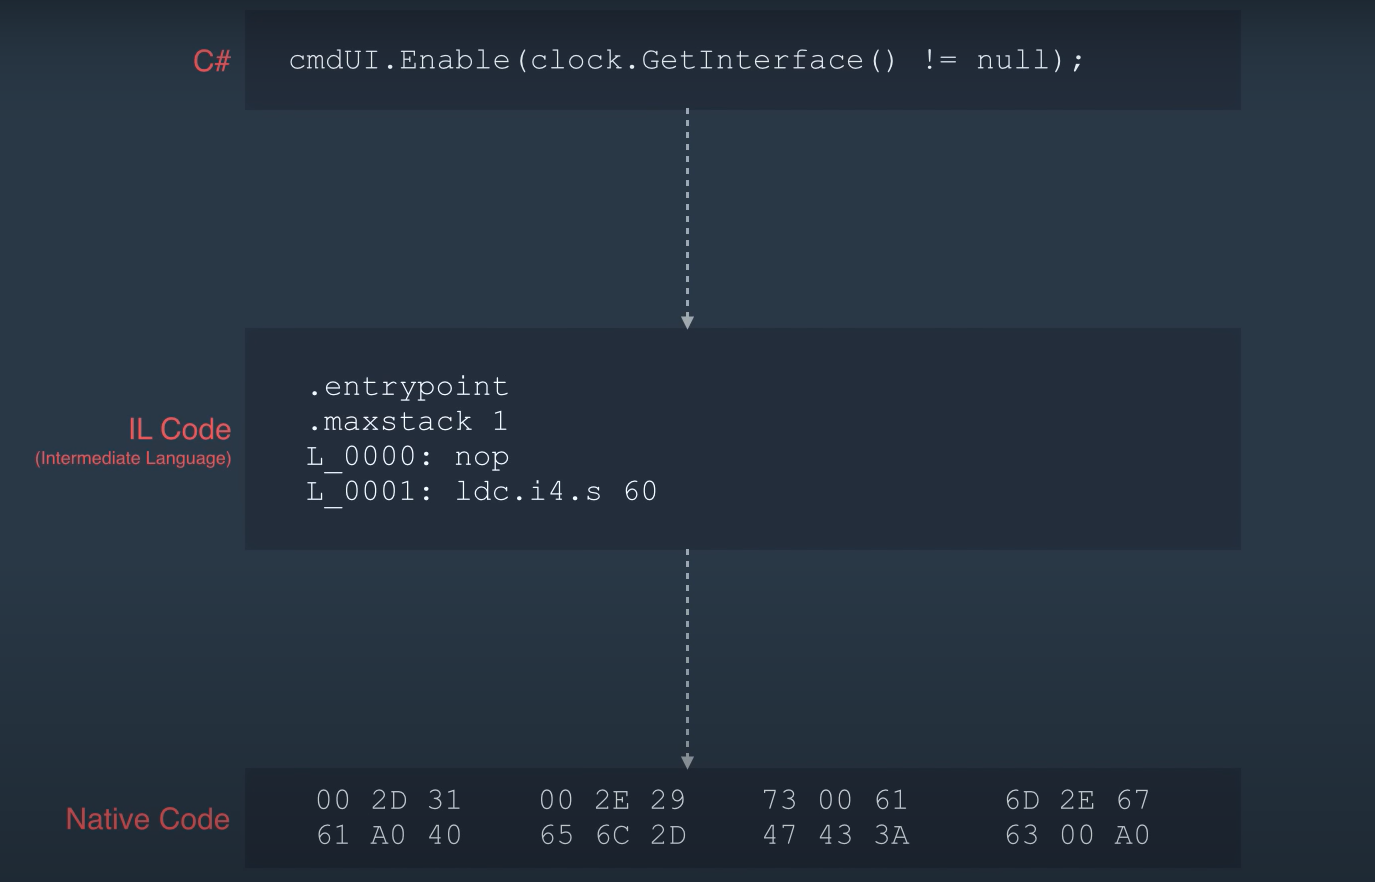 C#
cmdUI.Enable(clock.GetInterface() != null);
IL Code
(Intermediate Language)
.entrypoint
.maxstack 1
L_0000: nop
L_0001: ldc.i4.s 60
Native Code
00 2D 31 00 2E 29 73 00 61 6D 2E 67
61 A0 40 65 6C 2D 47 43 3A 63 00 A0